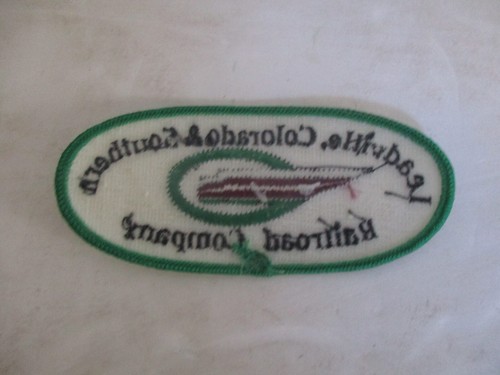 Leadville, Colorado & Southern
Railroad Company